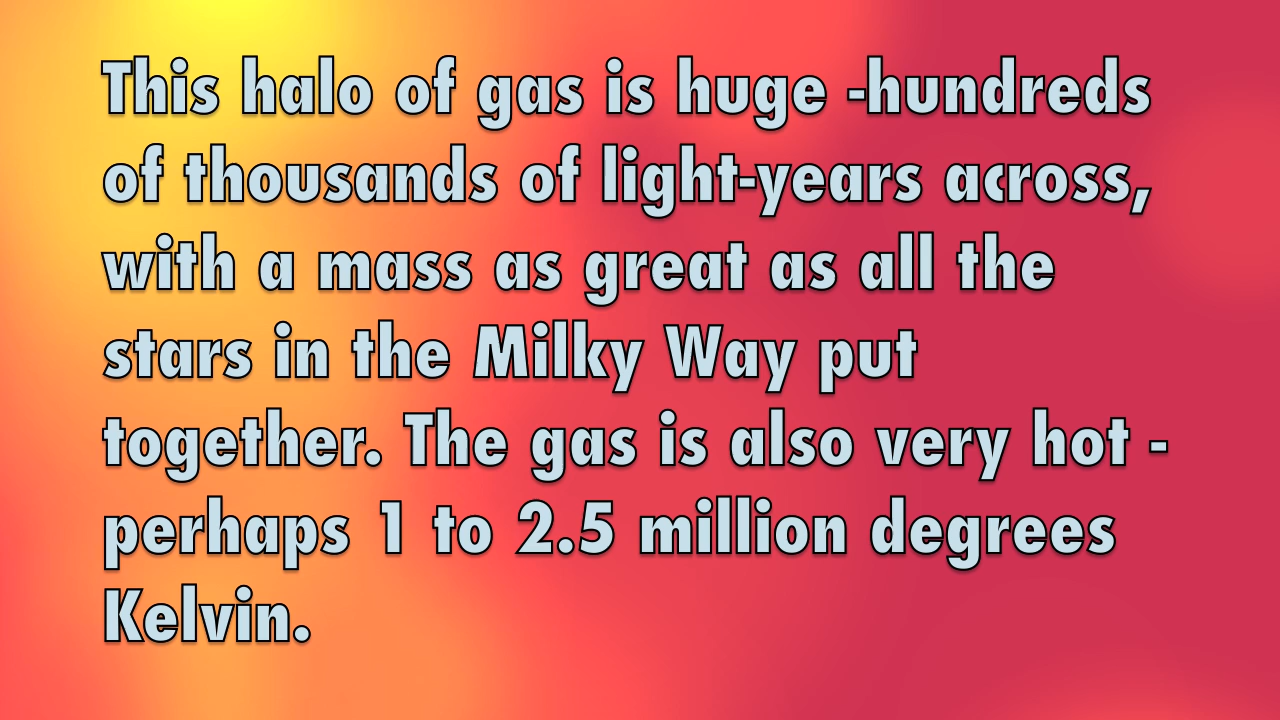 This halo of gas is huge -hundreds
of thousands of light-years across,
with a mass as great as all the
stars in the Milky Way put
together. The gas is also very hot -
perhaps 1 to 2.5 million degrees
Kelvin.